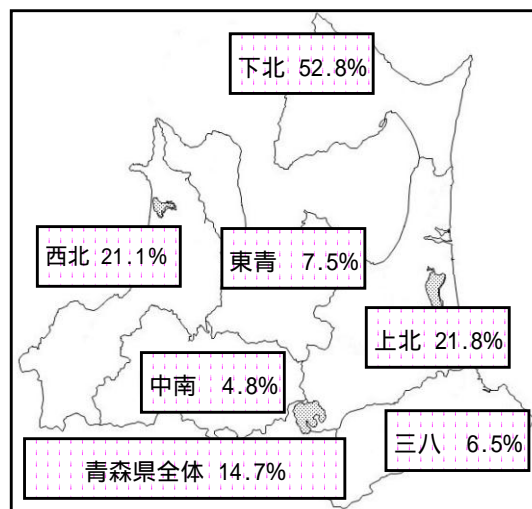 下北 52.8%
西北 21.1%
東青 7.5%
上北 21.8%
中南 4.8%
三八 6.5%
青森県全体 14.7%